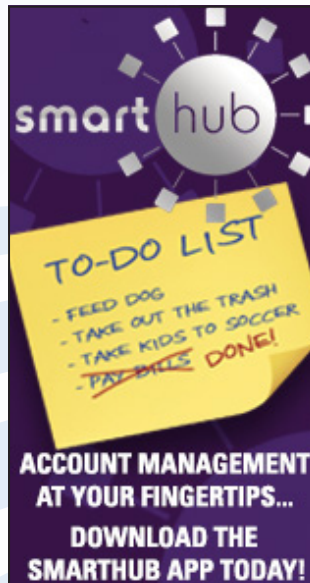 smart hub
TO-DO LIST
- FEED DOG
- TAKE OUT THE TRASH
- TAKE KIDS TO SOCCER
- PAY BILLS DONE!
ACCOUNT MANAGEMENT
AT YOUR FINGERTIPS...
DOWNLOAD THE
SMARTHUB APP TODAY!